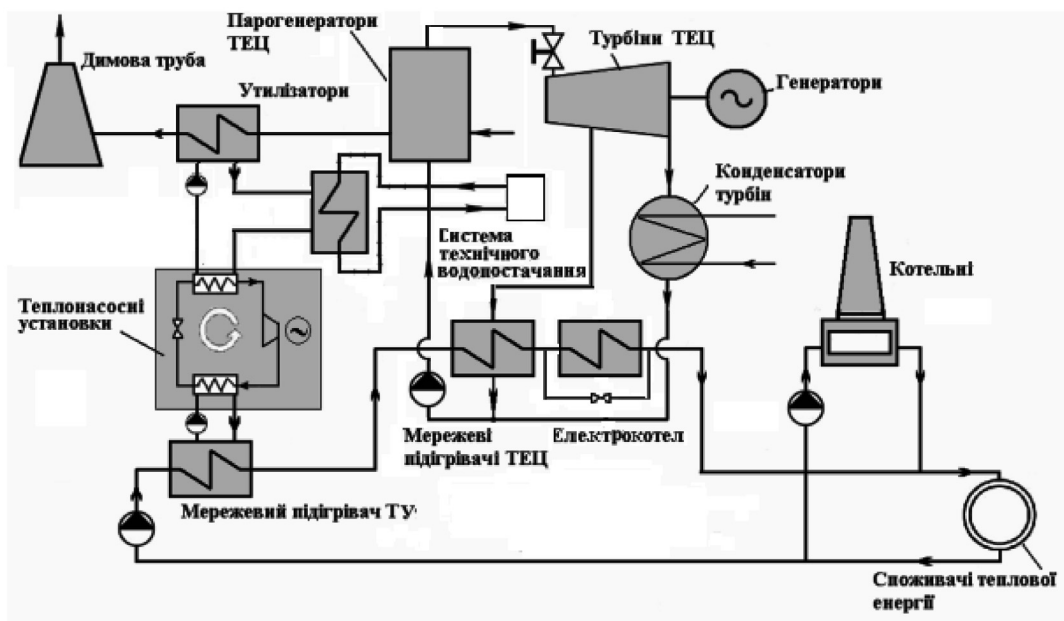 Парогенератори
ТЕЦ
Турбіни ТЕЦ
Димова труба
Утилізатори
Генератори
Конденсатори
турбін
Система
технічного
водопостачання
Котельні
Теплонасосні
установки
Мережеві
підігрівачі ТЕЦ
Електрокотел
Мережевий підігрівач ТУ
Споживачі теплової
енергії